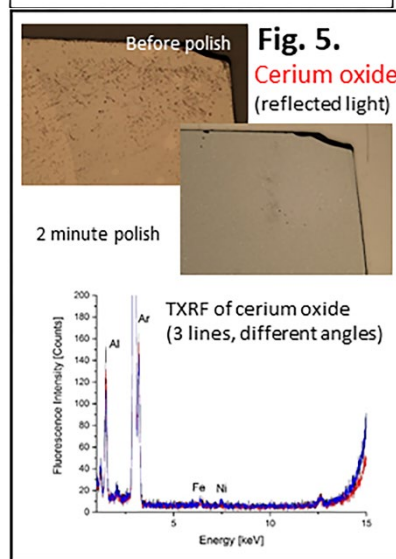 Before polish
Fig. 5.
Cerium oxide
(reflected light)
2 minute polish
TXRF of cerium oxide
(3 lines, different angles)
200
180
160
140
120
100
80
60
40
20
0
Fluorescence Intensity [Counts]
Al
Ar
Fe
Ni
5
10
15
Energy [keV]